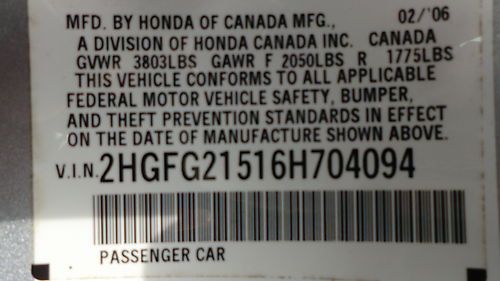 MFD. BY HONDA OF CANADA MFG., 02/'06
A DIVISION OF HONDA CANADA INC. CANADA
GVWR 3803LBS GAWR F 2050LBS R 1775LBS
THIS VEHICLE CONFORMS TO ALL APPLICABLE
FEDERAL MOTOR VEHICLE SAFETY, BUMPER,
AND THEFT PREVENTION STANDARDS IN EFFECT
ON THE DATE OF MANUFACTURE SHOWN ABOVE.
V.I.N. 2HGFG21516H704094
PASSENGER CAR